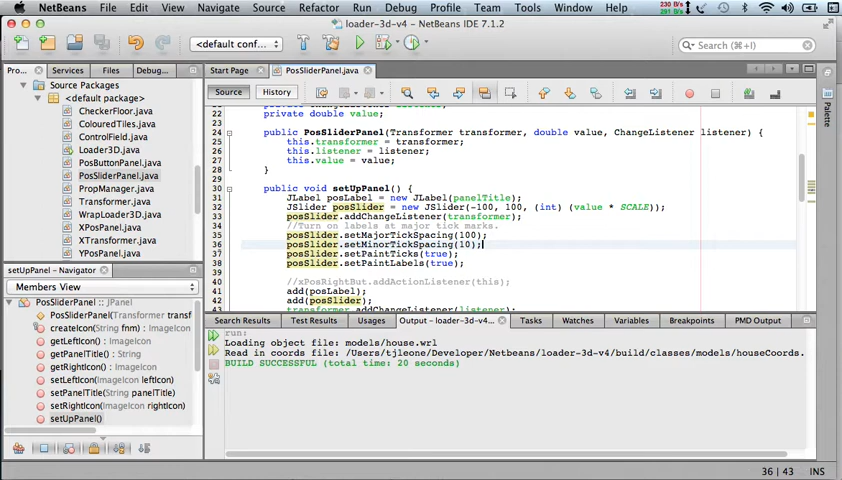 NetBeans File Edit View Navigate Source Refactor Run Debug Profile Team Tools Window Help
230 B/s
291 B/s
loader-3d-v4 – NetBeans IDE 7.1.2
<default conf...
Search (⌘+I)
Pro... Services Files Debug...
Start Page PosSliderPanel.java
Source Packages
<default package>
CheckerFloor.java
ColouredTiles.java
ControlField.java
Loader3D.java
PosButtonPanel.java
PosSliderPanel.java
PropManager.java
Transformer.java
WrapLoader3D.java
XPosPanel.java
XTransformer.java
YPosPanel.java
Source History
22 private double value;
23
24 public PosSliderPanel(Transformer transformer, double value, ChangeListener listener) {
25 this.transformer = transformer;
26 this.listener = listener;
27 this.value = value;
28 }
29
30 public void setUpPanel() {
31 JLabel posLabel = new JLabel(panelTitle);
32 JSlider posSlider = new JSlider(-100, 100, (int) (value * SCALE));
33 posSlider.addChangeListener(transformer);
34 //Turn on labels at major tick marks.
35 posSlider.setMajorTickSpacing(100);
36 posSlider.setMinorTickSpacing(10);
37 posSlider.setPaintTicks(true);
38 posSlider.setPaintLabels(true);
39
40 //xPosRightBut.addActionListener(this);
41 add(posLabel);
42 add(posSlider);
transformer.addChangeListener(listener);
Palette
setUpPanel() – Navigator
Members View
PosSliderPanel :: JPanel
PosSliderPanel(Transformer transf
createIcon(String fnm) : ImageIcon
getLeftIcon() : ImageIcon
getPanelTitle() : String
getRightIcon() : ImageIcon
setLeftIcon(ImageIcon leftIcon)
setPanelTitle(String panelTitle)
setRightIcon(ImageIcon rightIcon)
setUpPanel()
Search Results Test Results Usages Output – loader-3d-v4... Tasks Watches Variables Breakpoints PMD Output
run:
Loading object file: models/house.wrl
Read in coords file: /Users/tjleone/Developer/Netbeans/loader-3d-v4/build/classes/models/houseCoords.
BUILD SUCCESSFUL (total time: 20 seconds)
36 | 43